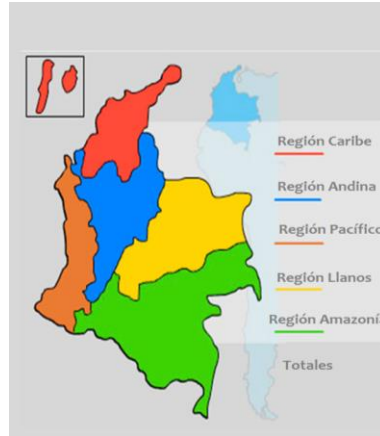 Región Caribe
Región Andina
Región Pacífico
Región Llanos
Región Amazoní
Totales